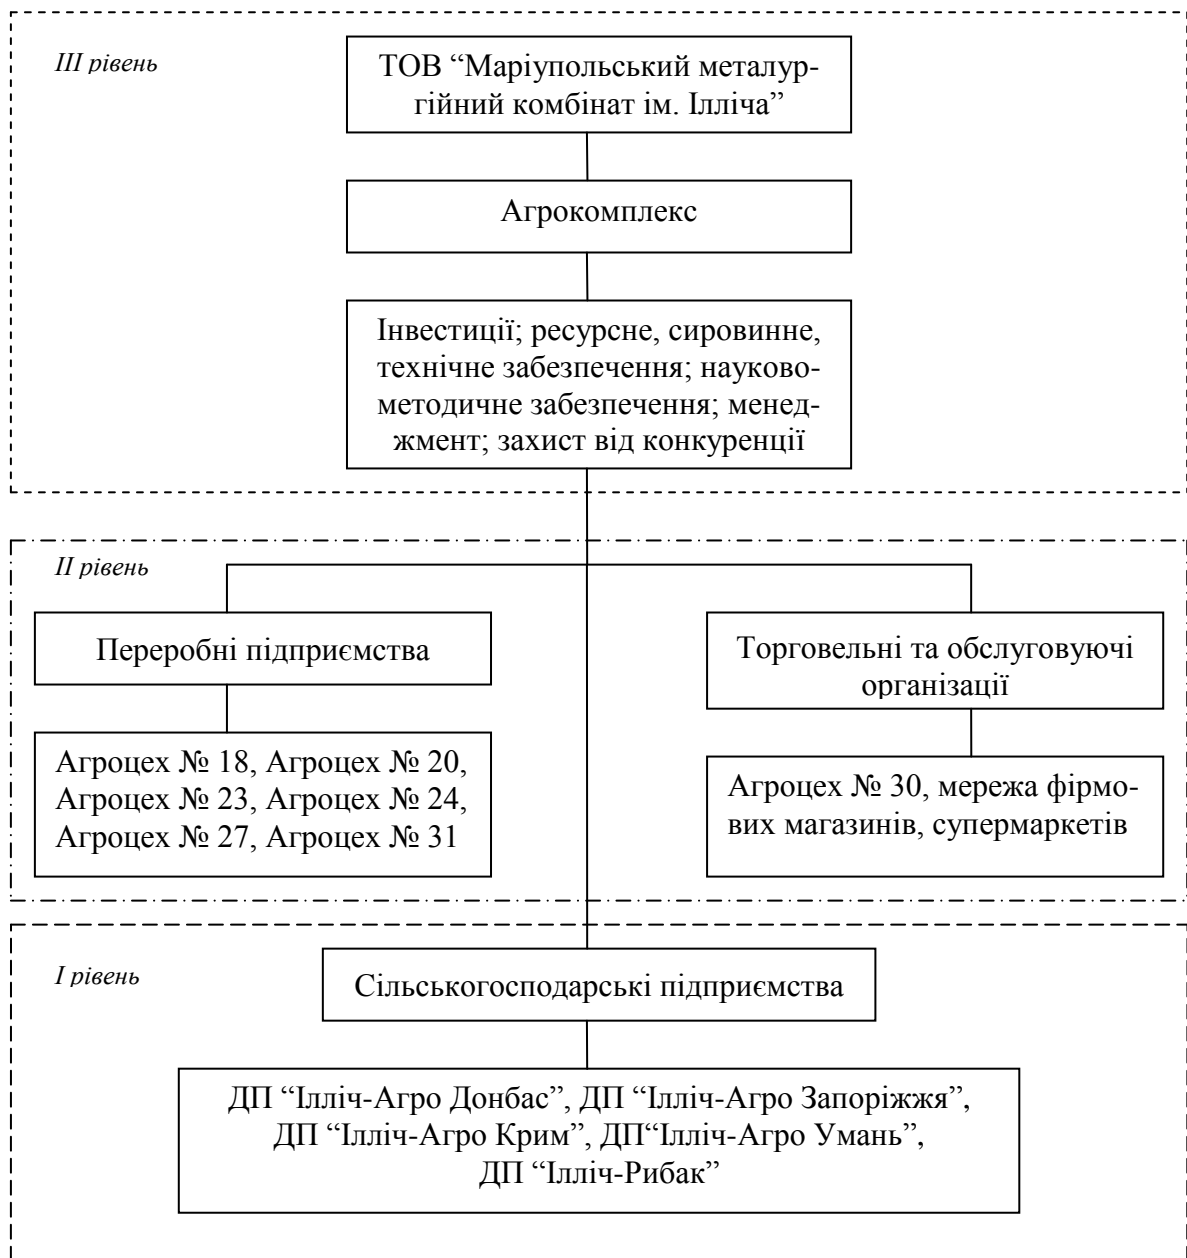 III рівень
ТОВ “Маріупольський металур-
гійний комбінат ім. Ілліча”
Агрокомплекс
Інвестиції; ресурсне, сировинне,
технічне забезпечення; науково-
методичне забезпечення; менед-
жмент; захист від конкуренції
II рівень
Переробні підприємства
Агроцех № 18, Агроцех № 20,
Агроцех № 23, Агроцех № 24,
Агроцех № 27, Агроцех № 31
Торговельні та обслуговуючі
організації
Агроцех № 30, мережа фірмо-
вих магазинів, супермаркетів
I рівень
Сільськогосподарські підприємства
ДП “Ілліч-Агро Донбас”, ДП “Ілліч-Агро Запоріжжя”,
ДП “Ілліч-Агро Крим”, ДП“Ілліч-Агро Умань”,
ДП “Ілліч-Рибак”